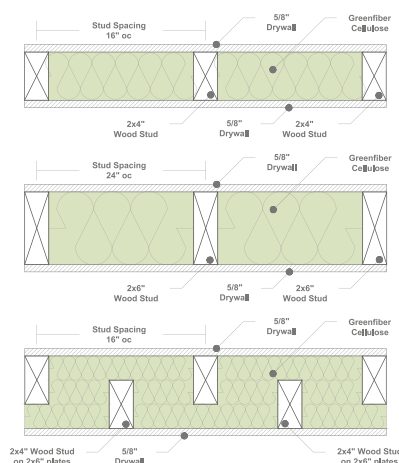 Stud Spacing
16" oc
5/8"
Drywall
Greenfiber
Cellulose
2x4"
Wood Stud
5/8"
Drywall
2x4"
Wood Stud
Stud Spacing
24" oc
5/8"
Drywall
Greenfiber
Cellulose
2x6"
Wood Stud
5/8"
Drywall
2x6"
Wood Stud
Stud Spacing
16" oc
5/8"
Drywall
Greenfiber
Cellulose
2x4" Wood Stud
on 2x6" plates
5/8"
Drywall
2x4" Wood Stud
on 2x6" plates